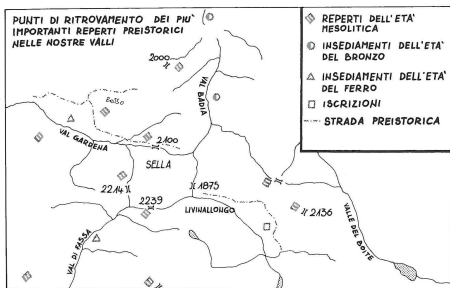 PUNTI DI RITROVAMENTO DEI PIU'
IMPORTANTI REPERTI PREISTORICI
NELLE NOSTRE VALLI
REPERTI DELL'ETA'
MESOLITICA
INSEDIAMENTI DELL'ETA'
DEL BRONZO
INSEDIAMENTI DELL'ETA'
DEL FERRO
ISCRIZIONI
STRADA PREISTORICA
2000
VAL BADIA
VAL GARDENA
2100
SELLA
2214
2239
1875
LIVINALLONGO
2136
VAL DI FASSA
VALLE DEL BOITE